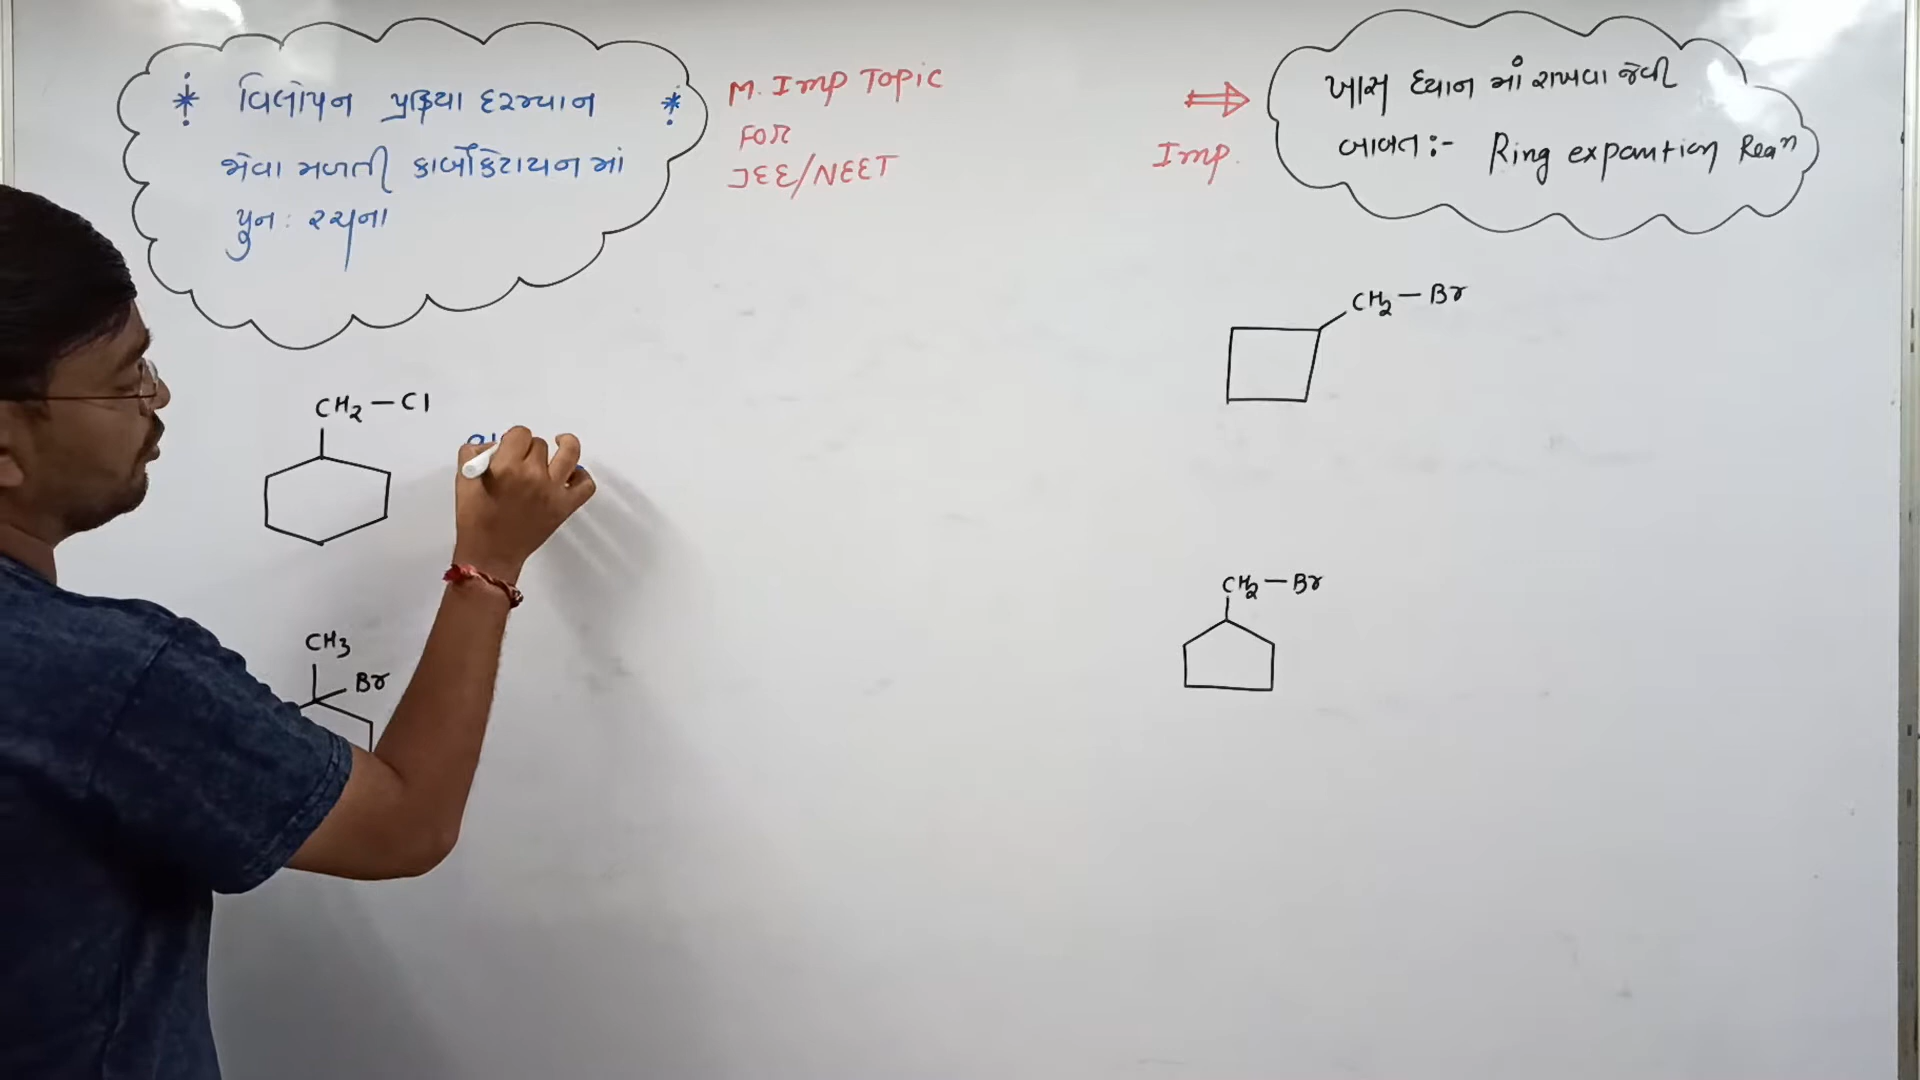 * વિલોપન પ્રક્રિયા દરમ્યાન *
જોવા મળતી કાર્બોકેટાયન માં
પુન: રચના
M. Imp Topic
FOR
JEE/NEET
Imp.
ખાસ ધ્યાન માં રાખવા જેવી
બાબત :- Ring expantion Rea^n
CH2 - Cl
CH3
Br
CH2 - Br
CH2 - Br